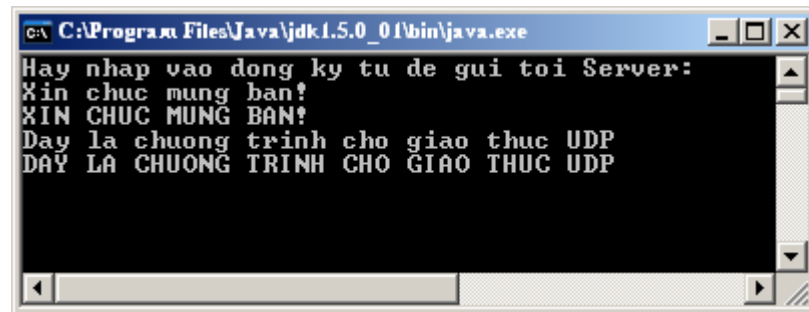 C:\Program Files\Java\jdk1.5.0_01\bin\java.exe
Hay nhap vao dong ky tu de gui toi Server:
Xin chuc mung ban!
XIN CHUC MUNG BAN!
Day la chuong trinh cho giao thuc UDP
DAY LA CHUONG TRINH CHO GIAO THUC UDP